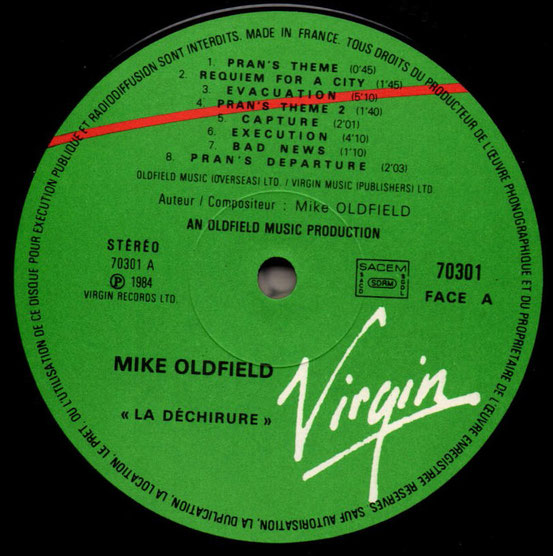 TOUS DROITS DU PRODUCTEUR DE L'ŒUVRE PHONOGRAPHIQUE ET DU PROPRIETAIRE DE L'ŒUVRE ENREGISTREE RESERVES. SAUF AUTORISATION, LA DUPLICATION, LA LOCATION, LE PRET OU L'UTILISATION DE CE DISQUE POUR EXECUTION PUBLIQUE ET RADIODIFFUSION SONT INTERDITS. MADE IN FRANCE.
1. PRAN'S THEME (0'45)
2. REQUIEM FOR A CITY (1'45)
3. EVACUATION (5'10)
4. PRAN'S THEME 2 (1'40)
5. CAPTURE (2'01)
6. EXECUTION (4'10)
7. BAD NEWS (1'10)
8. PRAN'S DEPARTURE (2'03)
OLDFIELD MUSIC (OVERSEAS) LTD. / VIRGIN MUSIC (PUBLISHERS) LTD.
Auteur / Compositeur : Mike OLDFIELD
AN OLDFIELD MUSIC PRODUCTION
STÉRÉO
70301 A
Ⓟ 1984
VIRGIN RECORDS LTD.
SACEM
SACD
SDRM
SGDL
70301
FACE A
MIKE OLDFIELD
« LA DÉCHIRURE »
Virgin